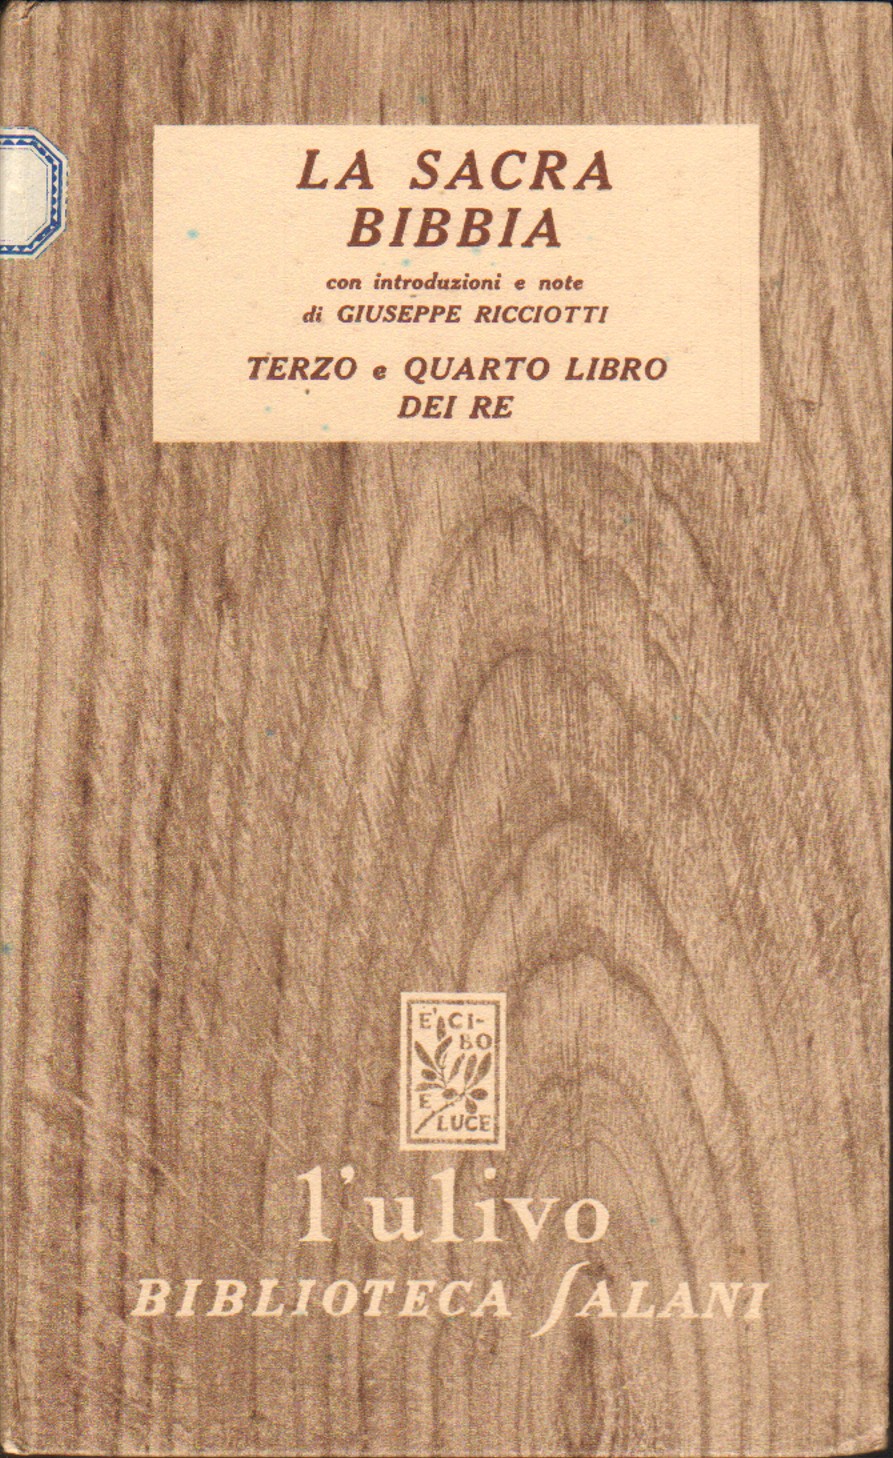 LA SACRA
BIBBIA
con introduzioni e note
di GIUSEPPE RICCIOTTI
TERZO e QUARTO LIBRO
DEI RE
E' CI-
BO
E
LUCE
l'ulivo
BIBLIOTECA SALANI